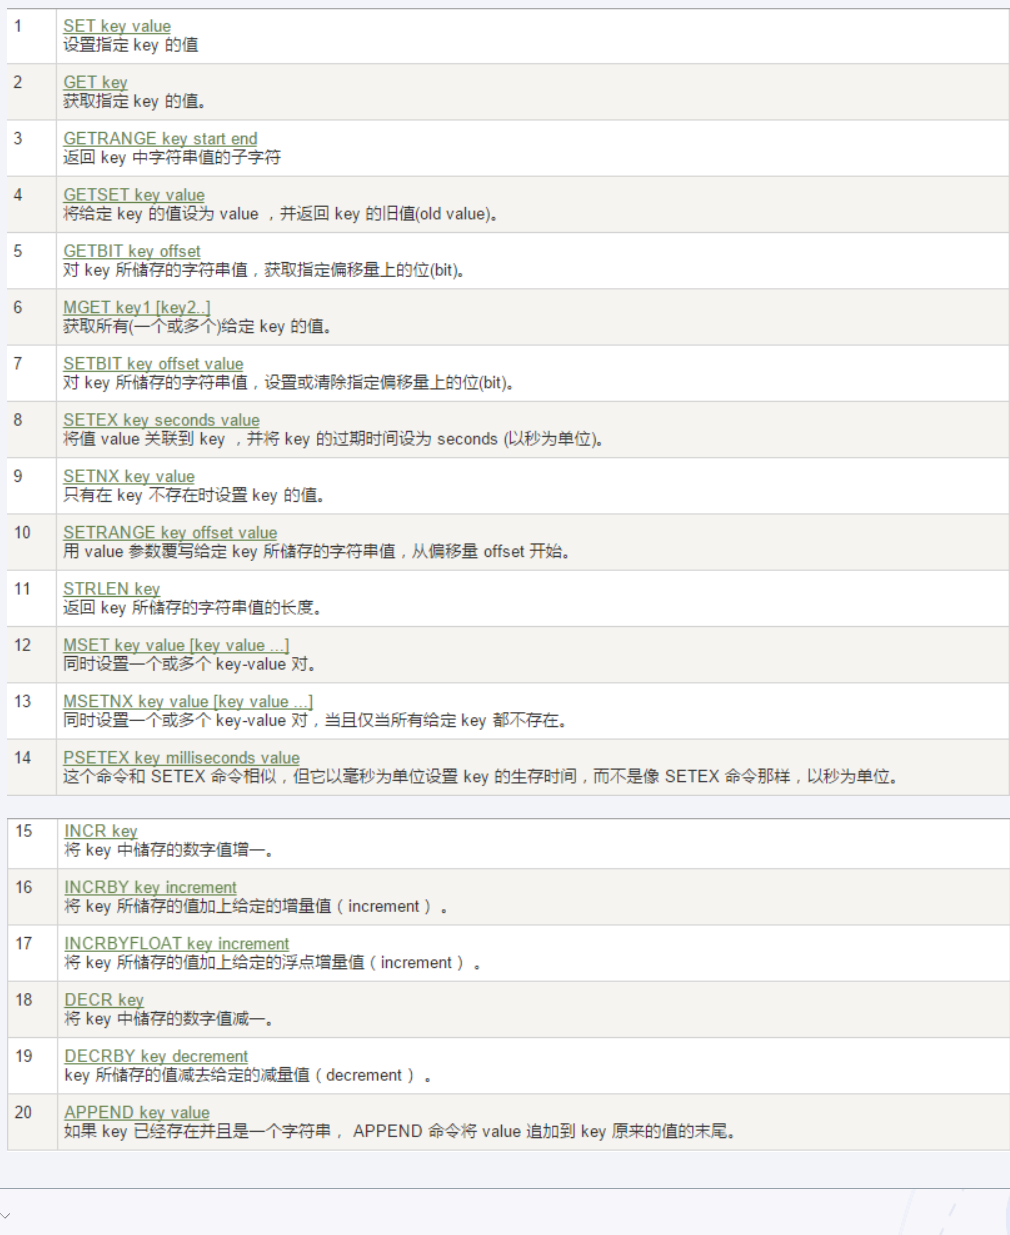 1
SET key value
设置指定 key 的值
2
GET key
获取指定 key 的值。
3
GETRANGE key start end
返回 key 中字符串值的子字符
4
GETSET key value
将给定 key 的值设为 value ，并返回 key 的旧值(old value)。
5
GETBIT key offset
对 key 所储存的字符串值，获取指定偏移量上的位(bit)。
6
MGET key1 [key2..]
获取所有(一个或多个)给定 key 的值。
7
SETBIT key offset value
对 key 所储存的字符串值，设置或清除指定偏移量上的位(bit)。
8
SETEX key seconds value
将值 value 关联到 key ，并将 key 的过期时间设为 seconds (以秒为单位)。
9
SETNX key value
只有在 key 不存在时设置 key 的值。
10
SETRANGE key offset value
用 value 参数覆写给定 key 所储存的字符串值，从偏移量 offset 开始。
11
STRLEN key
返回 key 所储存的字符串值的长度。
12
MSET key value [key value ...]
同时设置一个或多个 key-value 对。
13
MSETNX key value [key value ...]
同时设置一个或多个 key-value 对，当且仅当所有给定 key 都不存在。
14
PSETEX key milliseconds value
这个命令和 SETEX 命令相似，但它以毫秒为单位设置 key 的生存时间，而不是像 SETEX 命令那样，以秒为单位。
15
INCR key
将 key 中储存的数字值增一。
16
INCRBY key increment
将 key 所储存的值加上给定的增量值（increment） 。
17
INCRBYFLOAT key increment
将 key 所储存的值加上给定的浮点增量值（increment） 。
18
DECR key
将 key 中储存的数字值减一。
19
DECRBY key decrement
key 所储存的值减去给定的减量值（decrement） 。
20
APPEND key value
如果 key 已经存在并且是一个字符串， APPEND 命令将 value 追加到 key 原来的值的末尾。